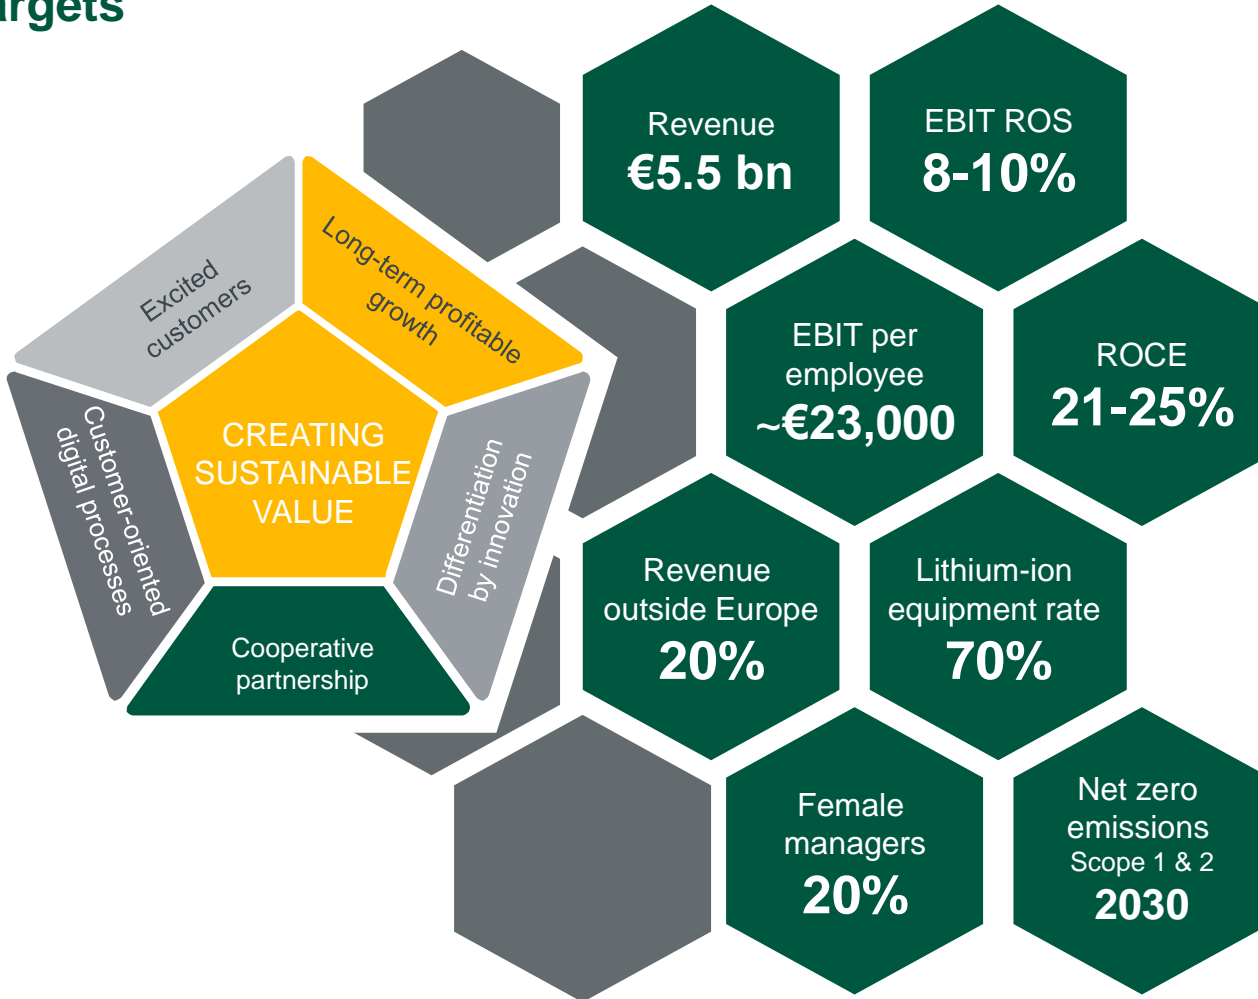 argets
Revenue
€5.5 bn
EBIT ROS
8-10%
Excited
customers
Long-term profitable
growth
EBIT per
employee
~€23,000
ROCE
21-25%
Customer-oriented
digital processes
CREATING
SUSTAINABLE
VALUE
Differentiation
by innovation
Revenue
outside Europe
20%
Lithium-ion
equipment rate
70%
Cooperative
partnership
Female
managers
20%
Net zero
emissions
Scope 1 & 2
2030